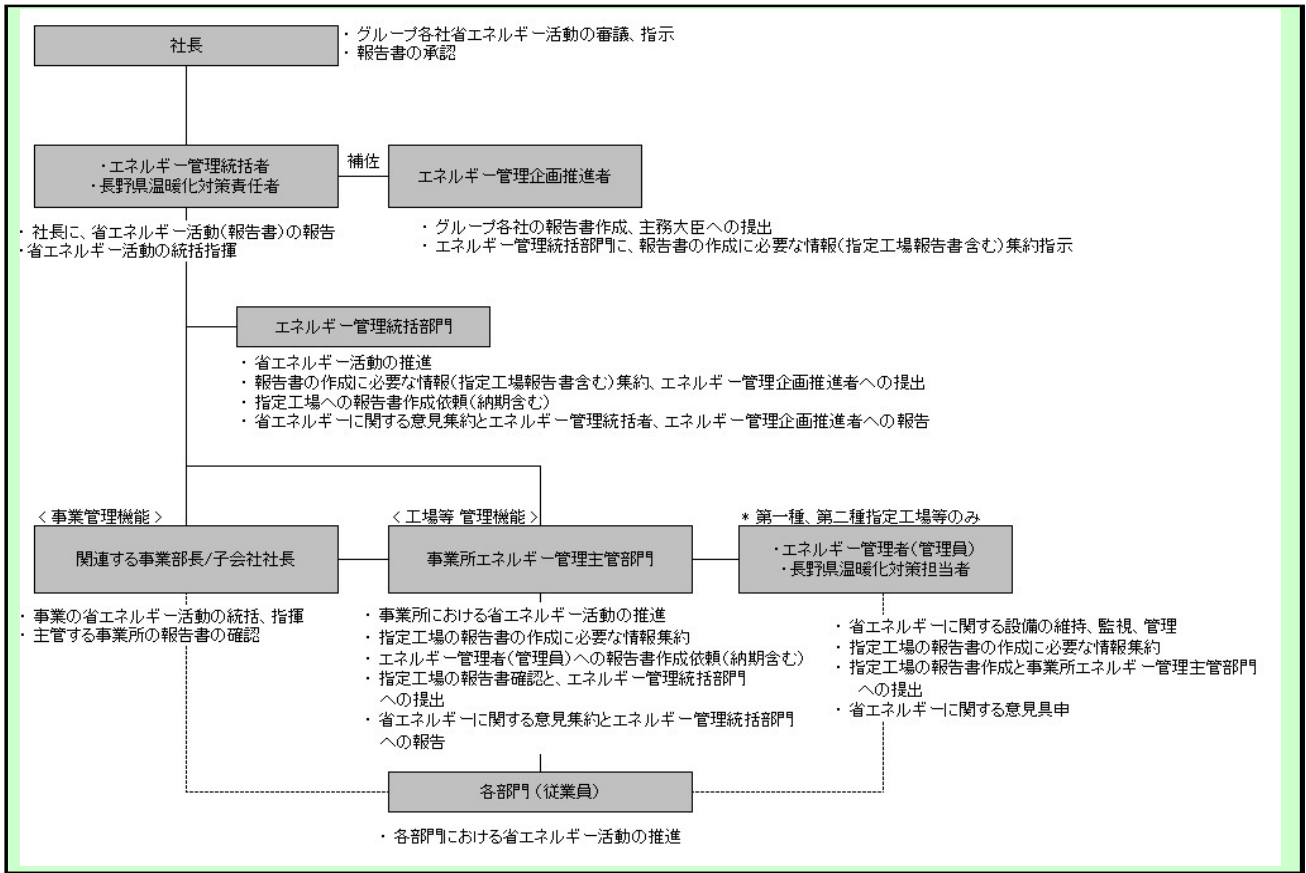 社長
・グループ各社省エネルギー活動の審議、指示
・報告書の承認
・エネルギー管理統括者
・長野県温暖化対策責任者
補佐
エネルギー管理企画推進者
・社長に、省エネルギー活動(報告書)の報告
・省エネルギー活動の統括指揮
・グループ各社の報告書作成、主務大臣への提出
・エネルギー管理統括部門に、報告書の作成に必要な情報(指定工場報告書含む)集約指示
エネルギー管理統括部門
・省エネルギー活動の推進
・報告書の作成に必要な情報(指定工場報告書含む)集約、エネルギー管理企画推進者への提出
・指定工場への報告書作成依頼(納期含む)
・省エネルギーに関する意見集約とエネルギー管理統括者、エネルギー管理企画推進者への報告
<事業管理機能>
関連する事業部長/子会社社長
・事業の省エネルギー活動の統括、指揮
・主管する事業所の報告書の確認
<工場等 管理機能>
事業所エネルギー管理主管部門
・事業所における省エネルギー活動の推進
・指定工場の報告書の作成に必要な情報集約
・エネルギー管理者(管理員)への報告書作成依頼(納期含む)
・指定工場の報告書確認と、エネルギー管理統括部門
への提出
・省エネルギーに関する意見集約とエネルギー管理統括部門
への報告
*第一種、第二種指定工場等のみ
・エネルギー管理者(管理員)
・長野県温暖化対策担当者
・省エネルギーに関する設備の維持、監視、管理
・指定工場の報告書の作成に必要な情報集約
・指定工場の報告書作成と事業所エネルギー管理主管部門
への提出
・省エネルギーに関する意見具申
各部門(従業員)
・各部門における省エネルギー活動の推進